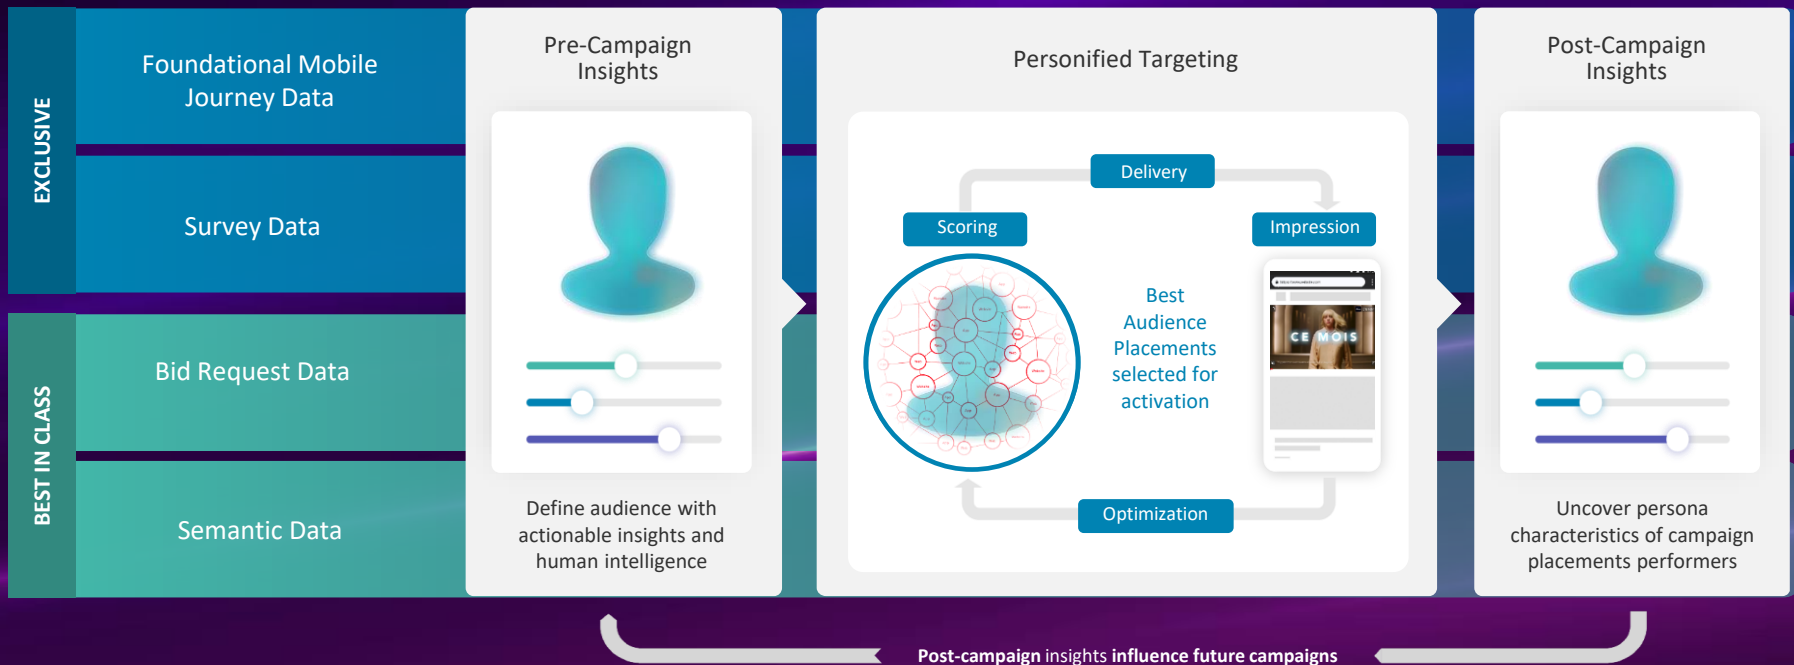 EXCLUSIVE
Foundational Mobile
Journey Data
Survey Data
BEST IN CLASS
Bid Request Data
Semantic Data
Pre-Campaign
Insights
Define audience with
actionable insights and
human intelligence
Personified Targeting
Delivery
Scoring
Impression
Best
Audience
Placements
selected for
activation
CE MOIS
Optimization
Post-Campaign
Insights
Uncover persona
characteristics of campaign
placements performers
Post-campaign insights influence future campaigns